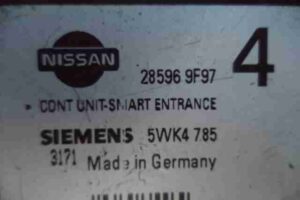 NISSAN
28596 9F97 4
CONT UNIT-SMART ENTRANCE
SIEMENS 5WK4 785
3171 Made in Germany